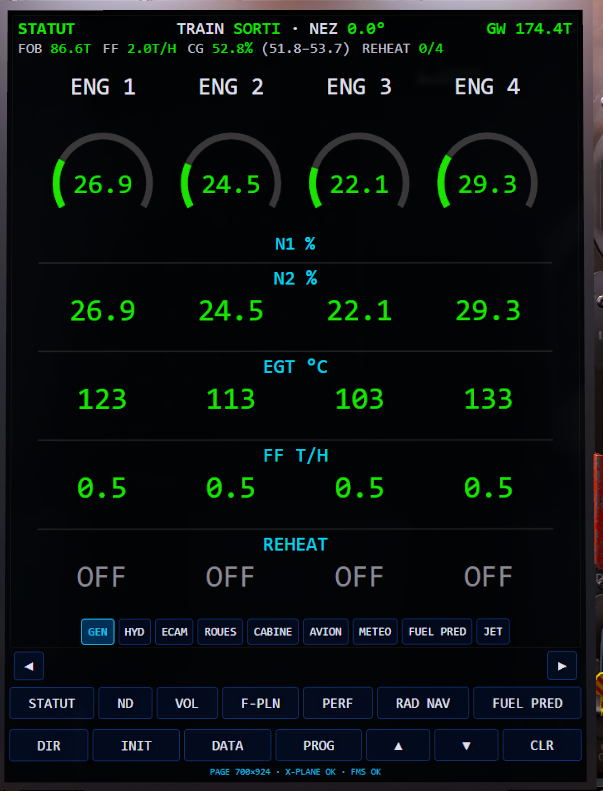 STATUT TRAIN SORTI · NEZ 0.0° GW 174.4T
FOB 86.6T FF 2.0T/H CG 52.8% (51.8–53.7) REHEAT 0/4
ENG 1 ENG 2 ENG 3 ENG 4
26.9 24.5 22.1 29.3
N1 %
N2 %
26.9 24.5 22.1 29.3
EGT °C
123 113 103 133
FF T/H
0.5 0.5 0.5 0.5
REHEAT
OFF OFF OFF OFF
GEN HYD ECAM ROUES CABINE AVION METEO FUEL PRED JET
◀ ▶
STATUT ND VOL F-PLN PERF RAD NAV FUEL PRED
DIR INIT DATA PROG ▲ ▼ CLR
PAGE 700×924 · X-PLANE OK · FMS OK